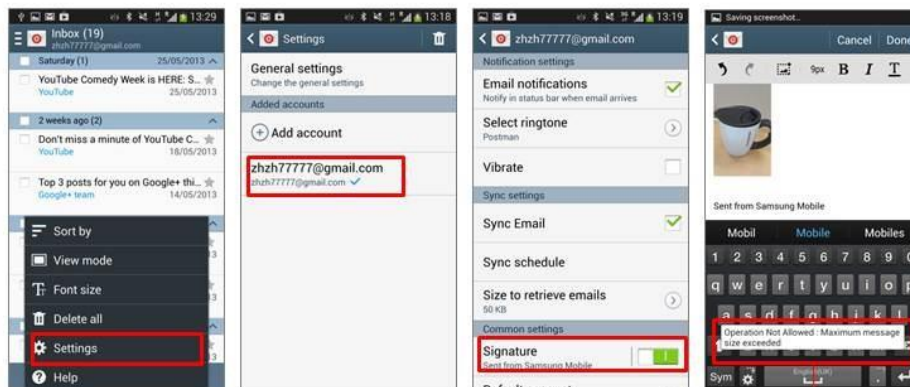 13:29
Inbox (19)
zhzh77777@gmail.com
Saturday (1) 25/05/2013
YouTube Comedy Week is HERE: S...
YouTube 25/05/2013
2 weeks ago (2)
Don't miss a minute of YouTube C...
YouTube 18/05/2013
Top 3 posts for you on Google+ thi...
Google+ team 14/05/2013
Sort by
View mode
Font size
Delete all
Settings
Help
13:18
Settings
General settings
Change the general settings
Added accounts
Add account
zhzh77777@gmail.com
zhzh77777@gmail.com
13:19
zhzh77777@gmail.com
Notification settings
Email notifications
Notify in status bar when email arrives
Select ringtone
Postman
Vibrate
Sync settings
Sync Email
Sync schedule
Size to retrieve emails
50 KB
Common settings
Signature
Sent from Samsung Mobile
Saving screenshot...
Cancel Done
9px B I T
Sent from Samsung Mobile
Mobil Mobile Mobiles
1 2 3 4 5 6 7 8 9 0
q w e r t y u i o p
a s d f g h j k l
Operation Not Allowed : Maximum message
size exceeded
Sym English(UK)